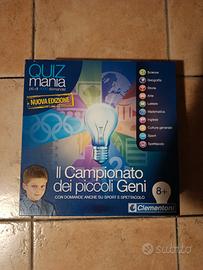 QUIZ
mania
NUOVA EDIZIONE
Scienze
Geografia
Storia
Arte
Lettere
Matematica
Inglese
Cultura generale
Sport
Spettacolo
Il Campionato
dei piccoli Geni
CON DOMANDE ANCHE SU SPORT E SPETTACOLO
8+
Clementoni
subito